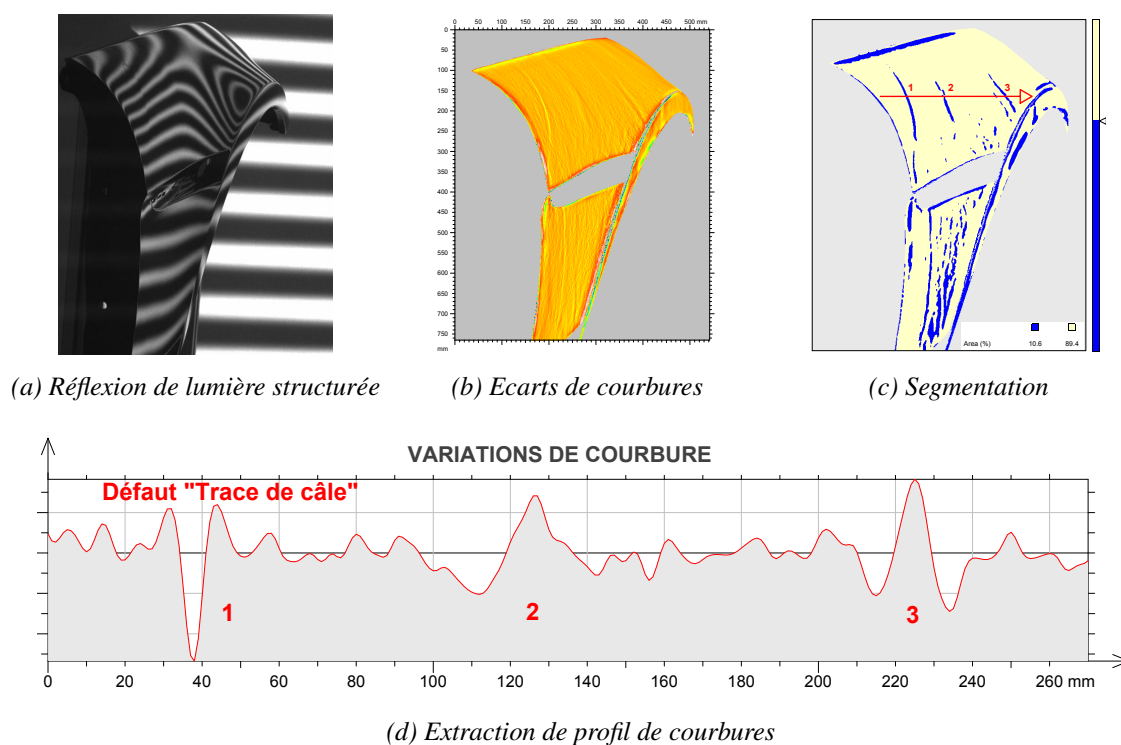 0 50 100 150 200 250 300 350 400 450 500 mm
0
50
100
150
200
250
300
350
400
450
500
550
600
650
700
750
mm
1 2 3
Area (%) 10.6 89.4
(a) Réflexion de lumière structurée
(b) Ecarts de courbures
(c) Segmentation
VARIATIONS DE COURBURE
Défaut "Trace de câle"
1 2 3
0 20 40 60 80 100 120 140 160 180 200 220 240 260 mm
(d) Extraction de profil de courbures